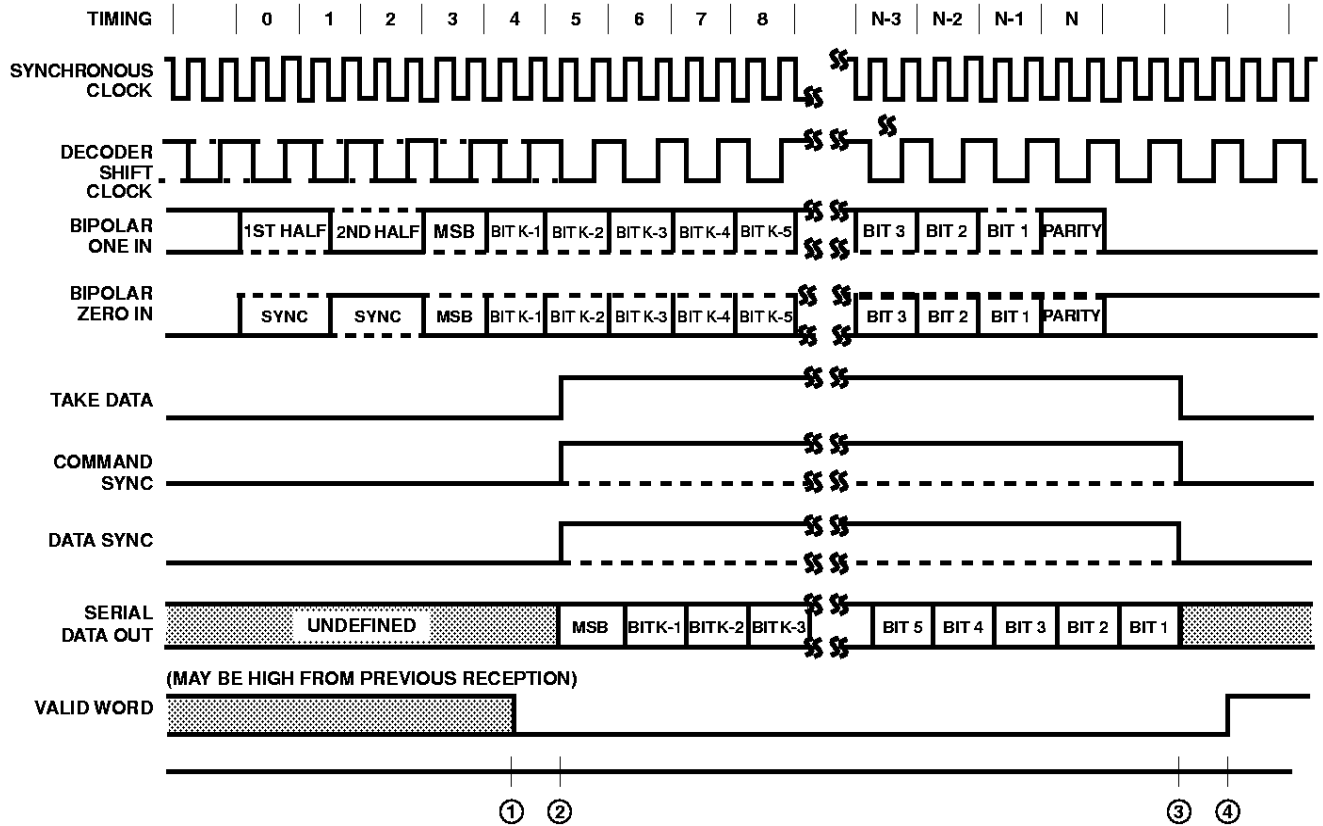 TIMING 0 1 2 3 4 5 6 7 8 N-3 N-2 N-1 N
SYNCHRONOUS
CLOCK
DECODER
SHIFT
CLOCK
BIPOLAR
ONE IN
1ST HALF 2ND HALF MSB BIT K-1 BIT K-2 BIT K-3 BIT K-4 BIT K-5 BIT 3 BIT 2 BIT 1 PARITY
BIPOLAR
ZERO IN
SYNC SYNC MSB BIT K-1 BIT K-2 BIT K-3 BIT K-4 BIT K-5 BIT 3 BIT 2 BIT 1 PARITY
TAKE DATA
COMMAND
SYNC
DATA SYNC
SERIAL
DATA OUT
UNDEFINED MSB BITK-1 BITK-2 BITK-3 BIT 5 BIT 4 BIT 3 BIT 2 BIT 1
(MAY BE HIGH FROM PREVIOUS RECEPTION)
VALID WORD
1 2 3 4